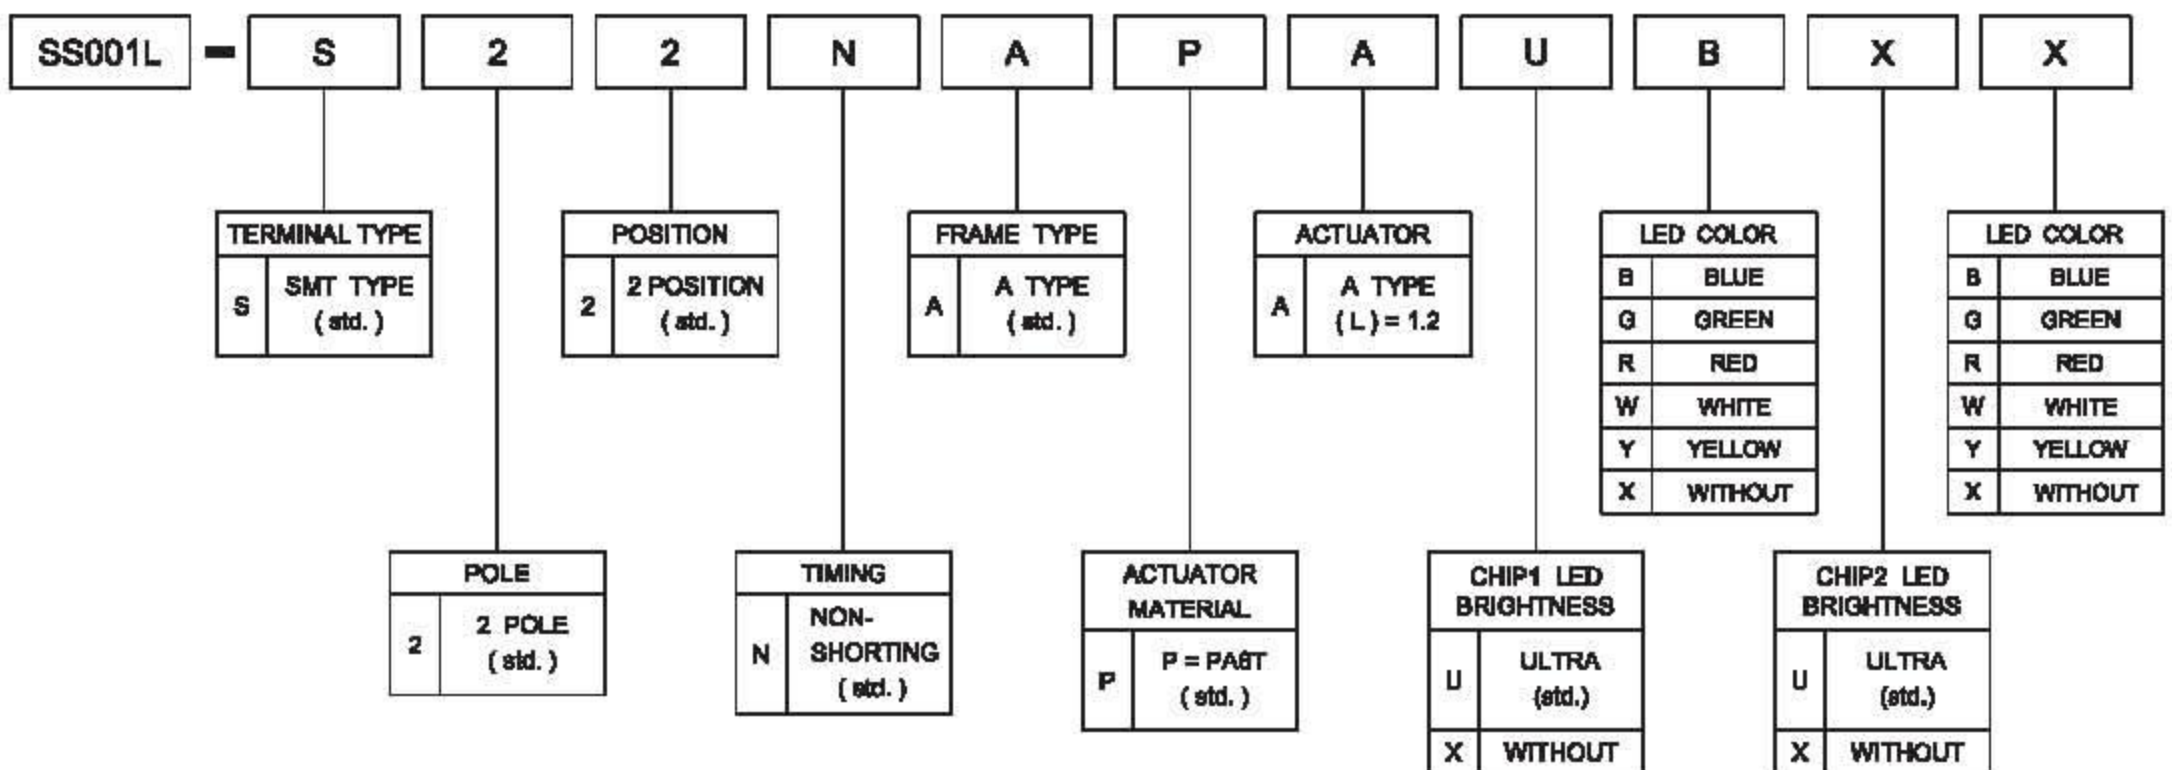 SS001L - S 2 2 N A P A U B X X
TERMINAL TYPE
S SMT TYPE
( std. )
POSITION
2 2 POSITION
( std. )
FRAME TYPE
A A TYPE
( std. )
ACTUATOR
A A TYPE
( L ) = 1.2
LED COLOR
B BLUE
G GREEN
R RED
W WHITE
Y YELLOW
X WITHOUT
LED COLOR
B BLUE
G GREEN
R RED
W WHITE
Y YELLOW
X WITHOUT
POLE
2 2 POLE
( std. )
TIMING
N NON-
SHORTING
( std. )
ACTUATOR
MATERIAL
P P = PA6T
( std. )
CHIP1 LED
BRIGHTNESS
U ULTRA
(std.)
X WITHOUT
CHIP2 LED
BRIGHTNESS
U ULTRA
(std.)
X WITHOUT